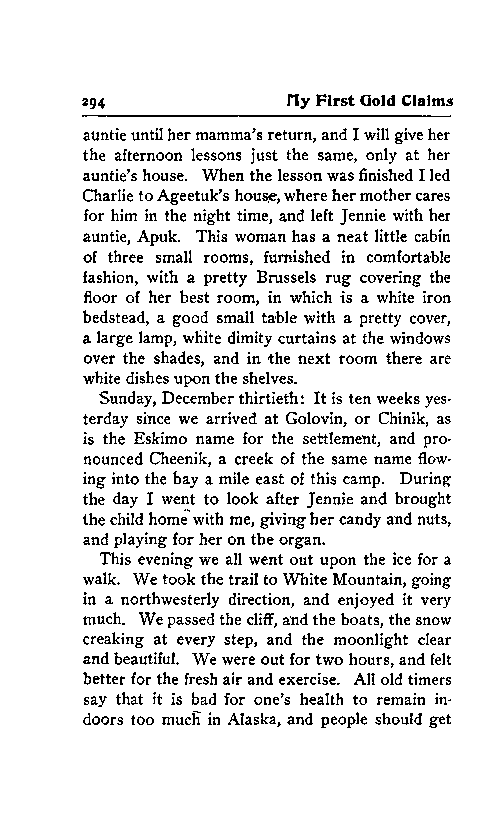 294 My First Gold Claims
auntie until her mamma's return, and I will give her
the afternoon lessons just the same, only at her
auntie's house. When the lesson was finished I led
Charlie to Ageetuk's house, where her mother cares
for him in the night time, and left Jennie with her
auntie, Apuk. This woman has a neat little cabin
of three small rooms, furnished in comfortable
fashion, with a pretty Brussels rug covering the
floor of her best room, in which is a white iron
bedstead, a good small table with a pretty cover,
a large lamp, white dimity curtains at the windows
over the shades, and in the next room there are
white dishes upon the shelves.
Sunday, December thirtieth: It is ten weeks yes-
terday since we arrived at Golovin, or Chinik, as
is the Eskimo name for the settlement, and pro-
nounced Cheenik, a creek of the same name flow-
ing into the bay a mile east of this camp. During
the day I went to look after Jennie and brought
the child home with me, giving her candy and nuts,
and playing for her on the organ.
This evening we all went out upon the ice for a
walk. We took the trail to White Mountain, going
in a northwesterly direction, and enjoyed it very
much. We passed the cliff, and the boats, the snow
creaking at every step, and the moonlight clear
and beautiful. We were out for two hours, and felt
better for the fresh air and exercise. All old timers
say that it is bad for one's health to remain in-
doors too much in Alaska, and people should get